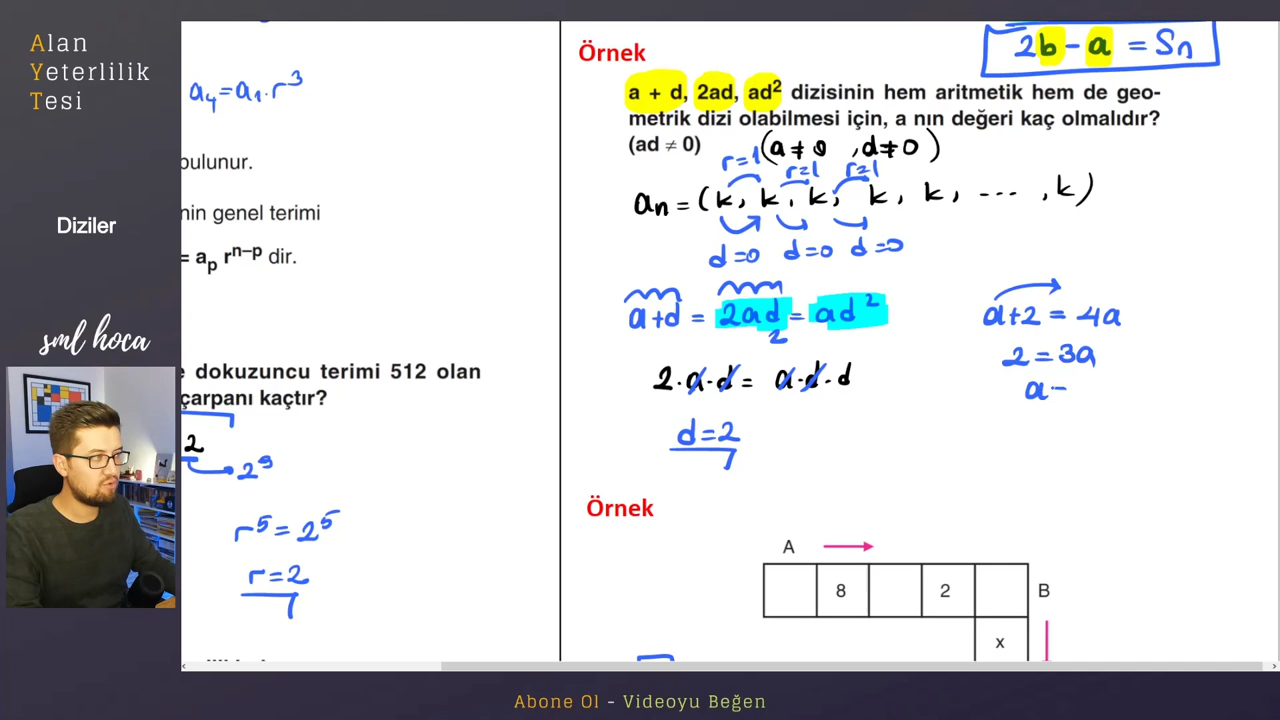 Alan
Yeterlilik
Tesi
Diziler
sml hoca
a₄ = a₁ · r³
bulunur.
nin genel terimi
= aₚ rⁿ⁻ᵖ dir.
e dokuzuncu terimi 512 olan
çarpanı kaçtır?
2
2⁹
r⁵ = 2⁵
r = 2
2b - a = Sₙ
Örnek
a + d, 2ad, ad² dizisinin hem aritmetik hem de geo-
metrik dizi olabilmesi için, a nın değeri kaç olmalıdır?
(ad ≠ 0) (a ≠ 0 , d ≠ 0)
r=1 r=1 r=1
aₙ = (k, k, k, k, k, ... , k)
d=0 d=0 d=0
a+d = 2ad = ad²
2
2 · a · d = a · d · d
d = 2
a+2 = 4a
2 = 3a
a -
Örnek
A
8 2 B
x
Abone Ol - Videoyu Beğen